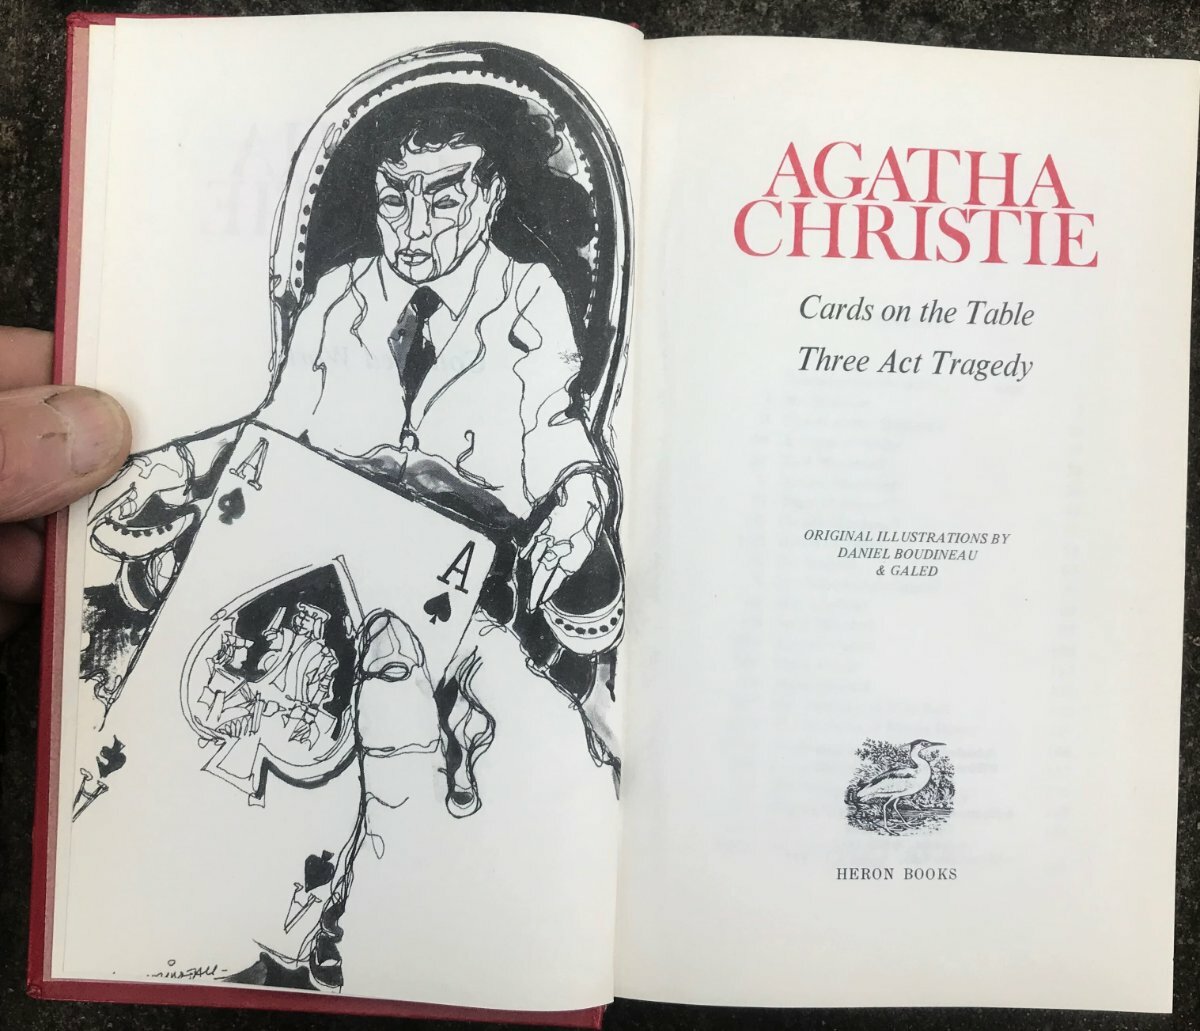 A
A
A
A
AGATHA
CHRISTIE
Cards on the Table
Three Act Tragedy
ORIGINAL ILLUSTRATIONS BY
DANIEL BOUDINEAU
& GALED
HERON BOOKS